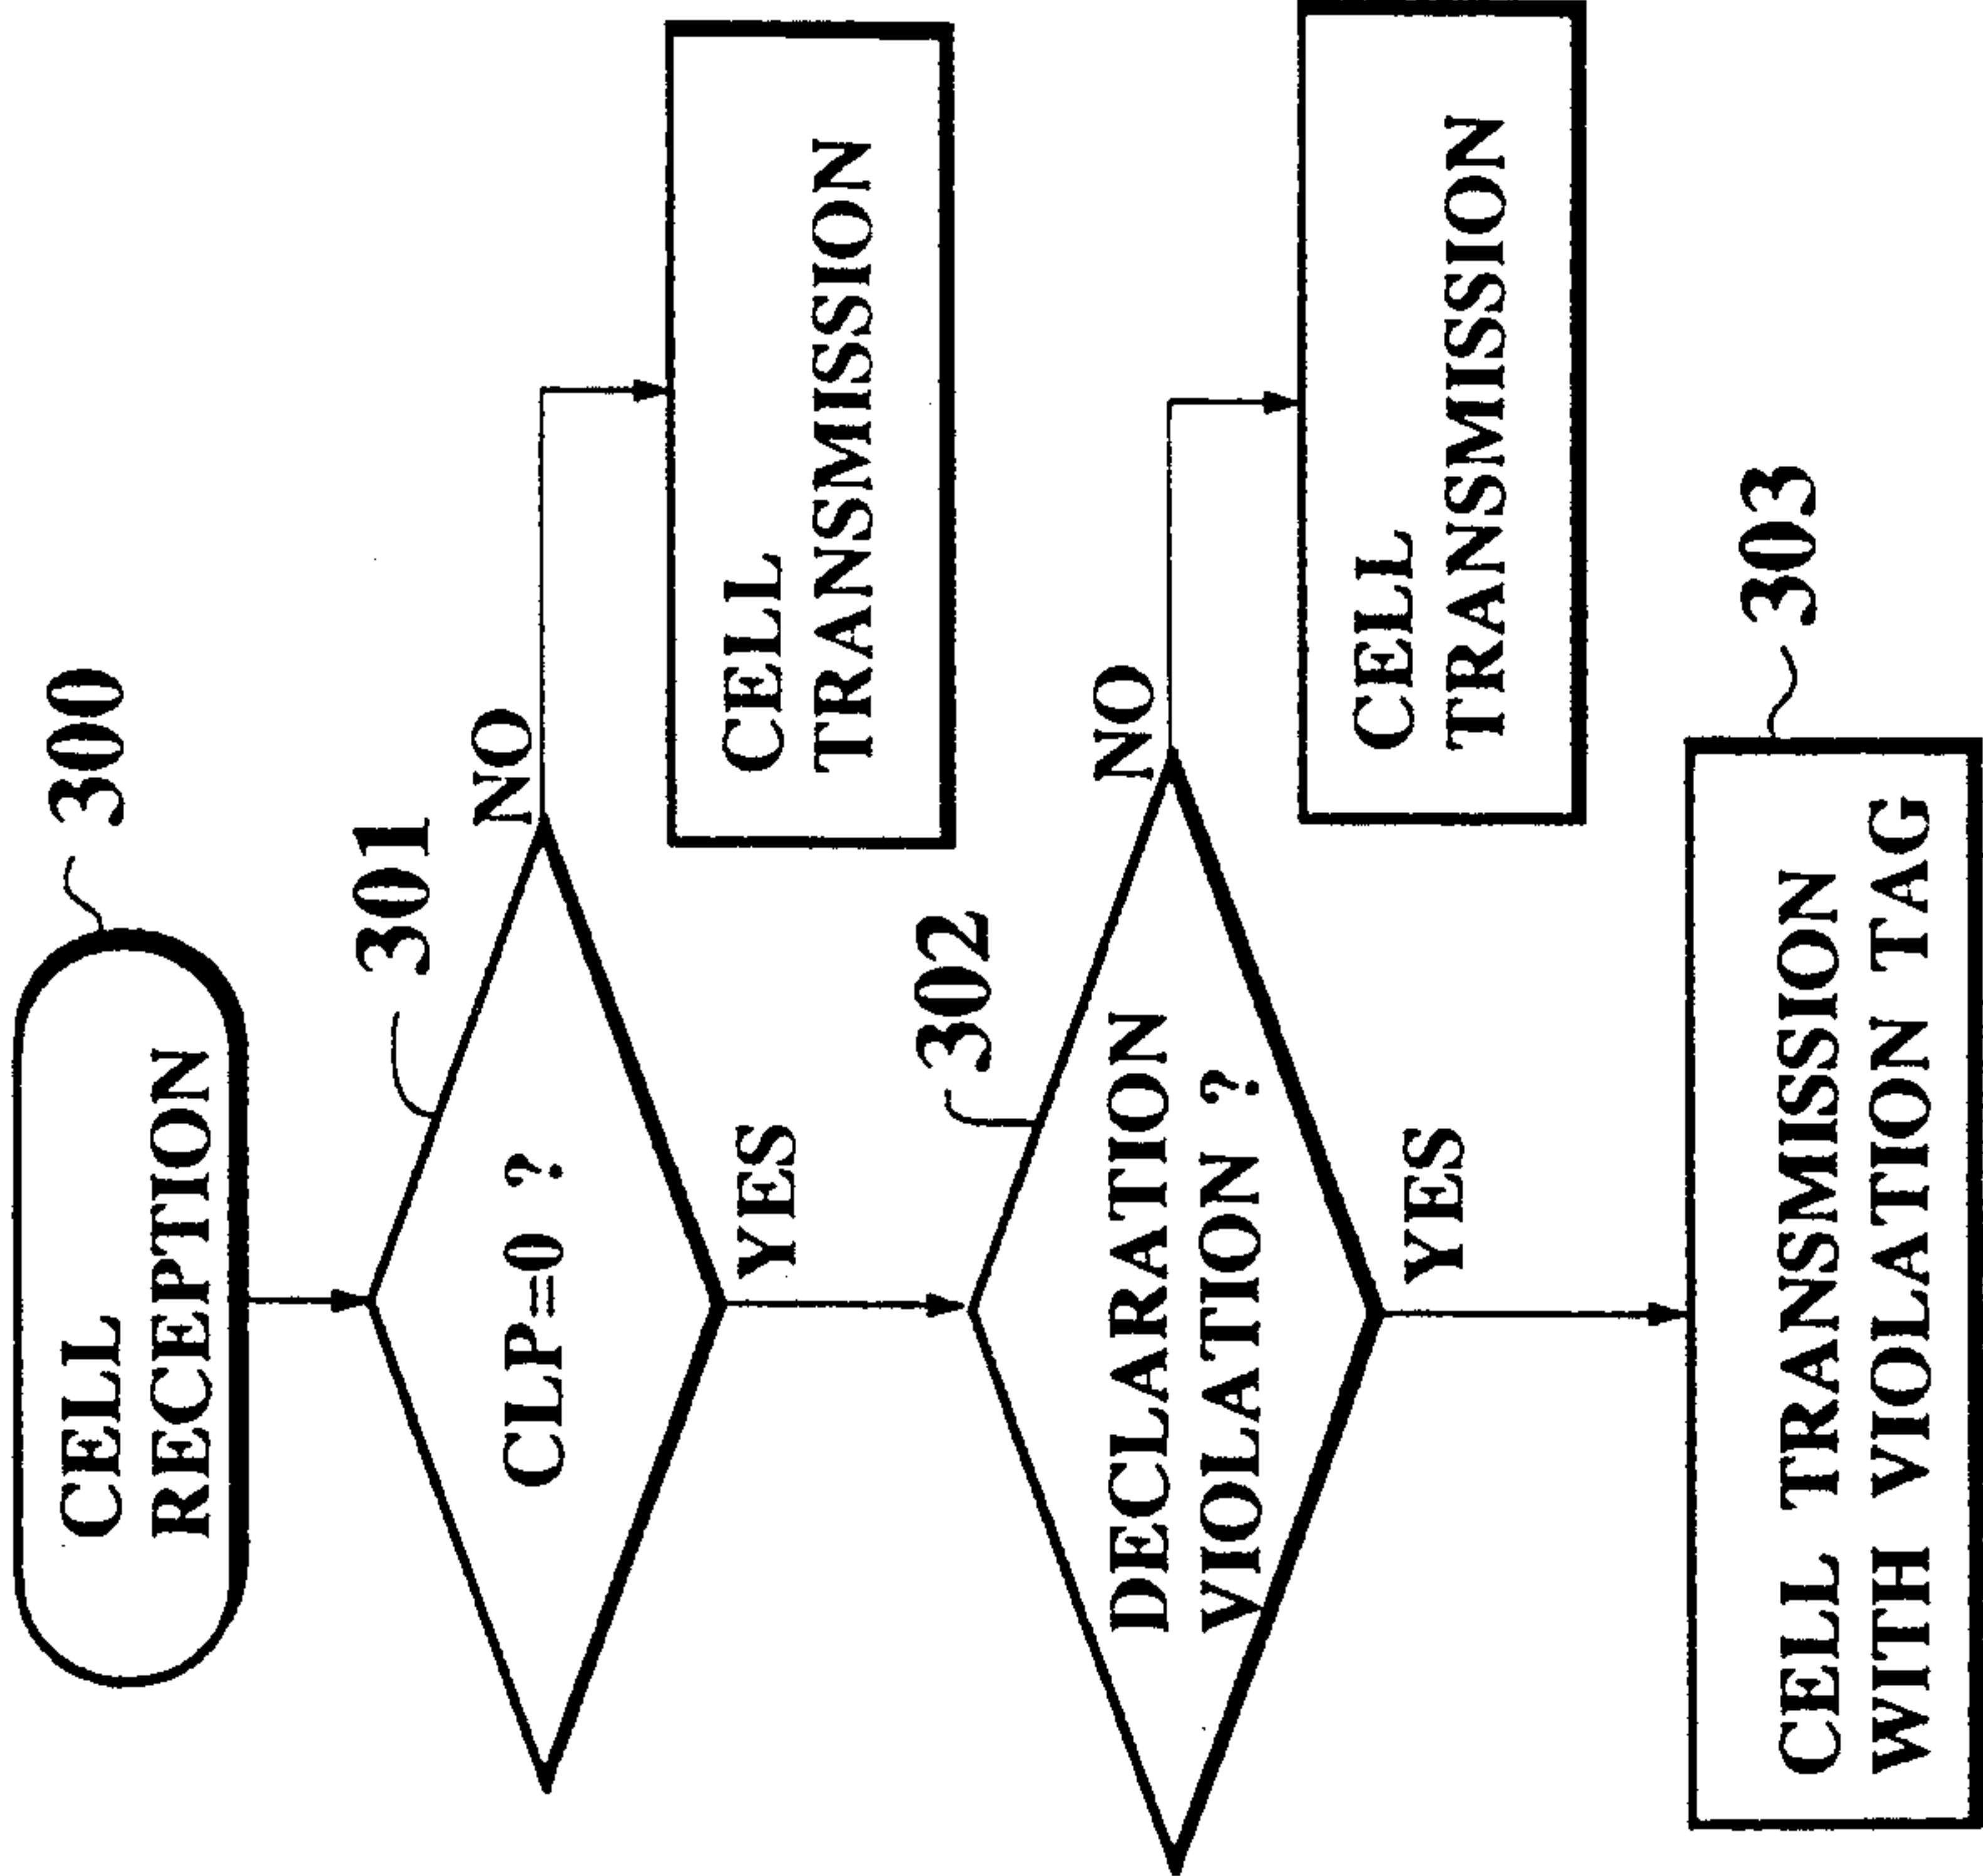 CELL
RECEPTION
300
301
CLP=0 ?
NO
CELL
TRANSMISSION
YES
302
DECLARATION
VIOLATION ?
NO
CELL
TRANSMISSION
YES
303
CELL TRANSMISSION
WITH VIOLATION TAG